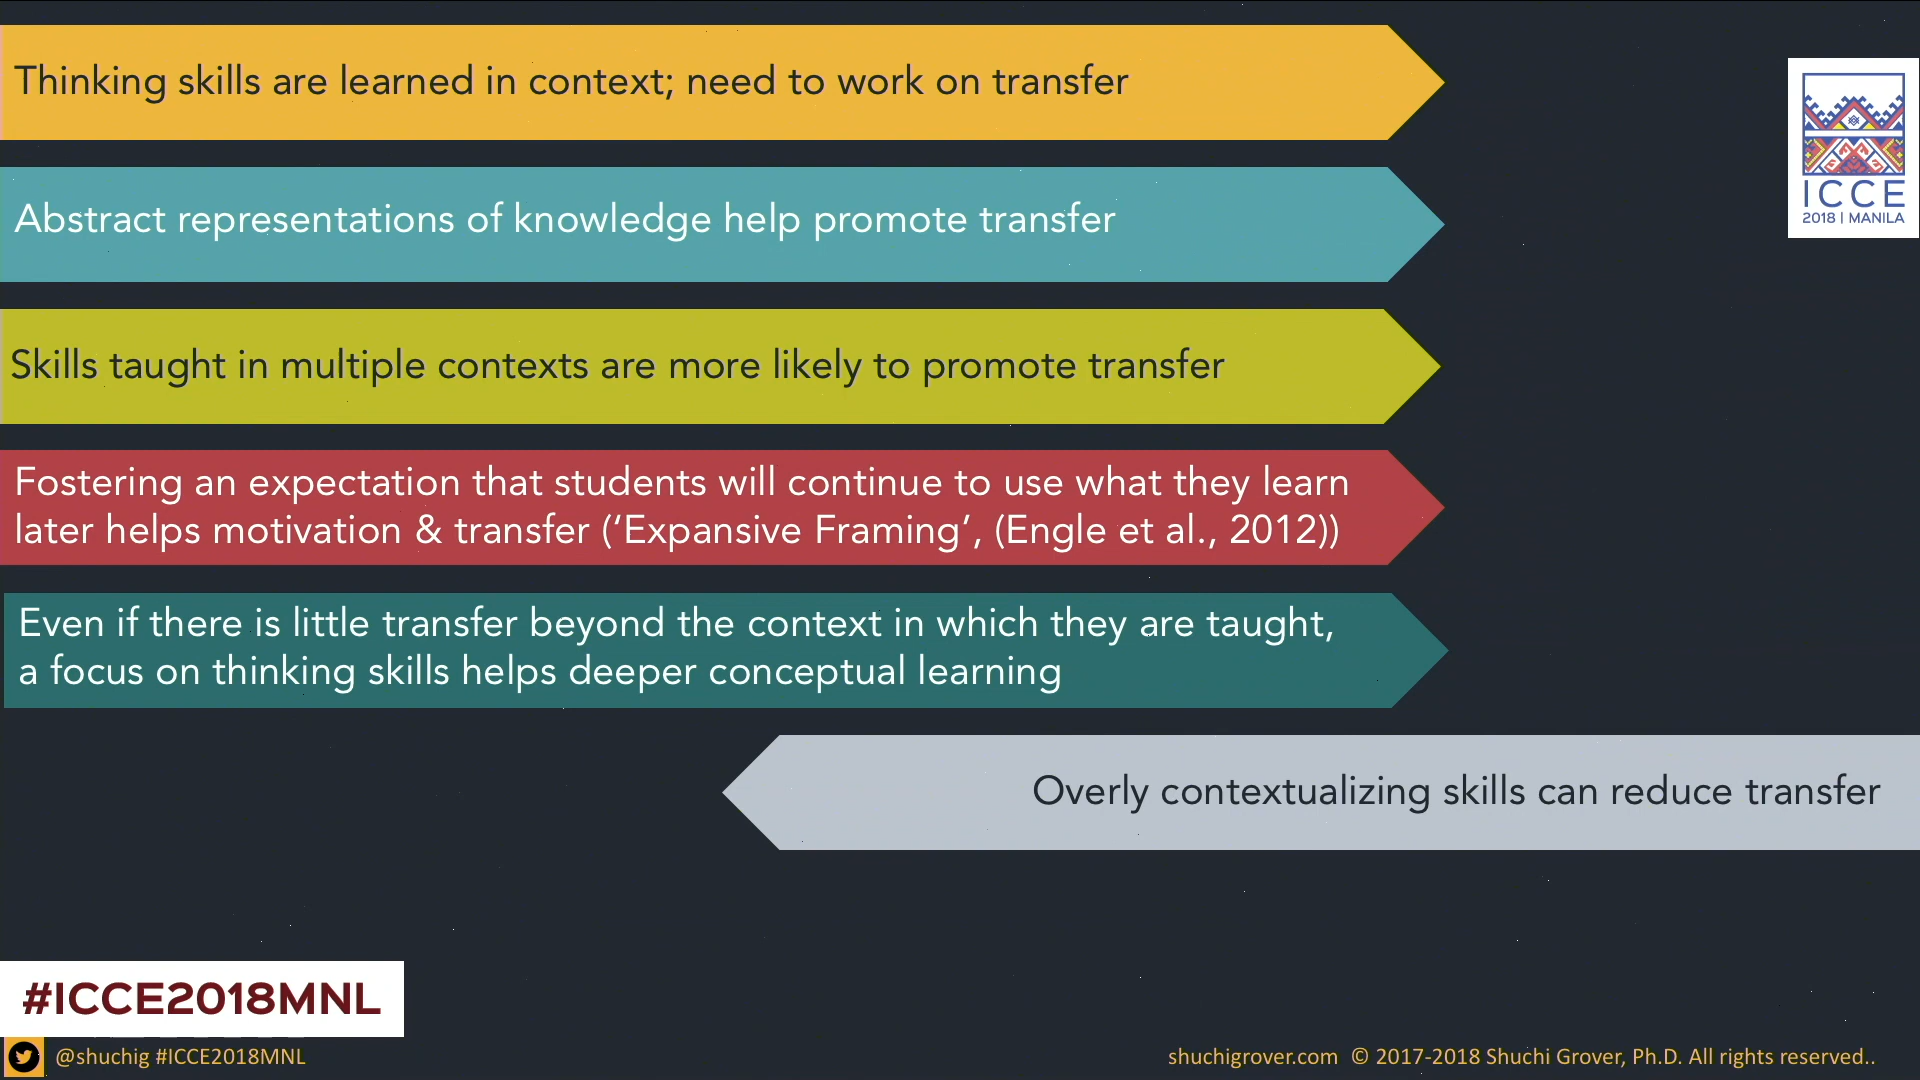 Thinking skills are learned in context; need to work on transfer
Abstract representations of knowledge help promote transfer
Skills taught in multiple contexts are more likely to promote transfer
Fostering an expectation that students will continue to use what they learn
later helps motivation & transfer (‘Expansive Framing’, (Engle et al., 2012))
Even if there is little transfer beyond the context in which they are taught,
a focus on thinking skills helps deeper conceptual learning
Overly contextualizing skills can reduce transfer
ICCE
2018 | MANILA
#ICCE2018MNL
@shuchig #ICCE2018MNL
shuchigrover.com © 2017-2018 Shuchi Grover, Ph.D. All rights reserved..